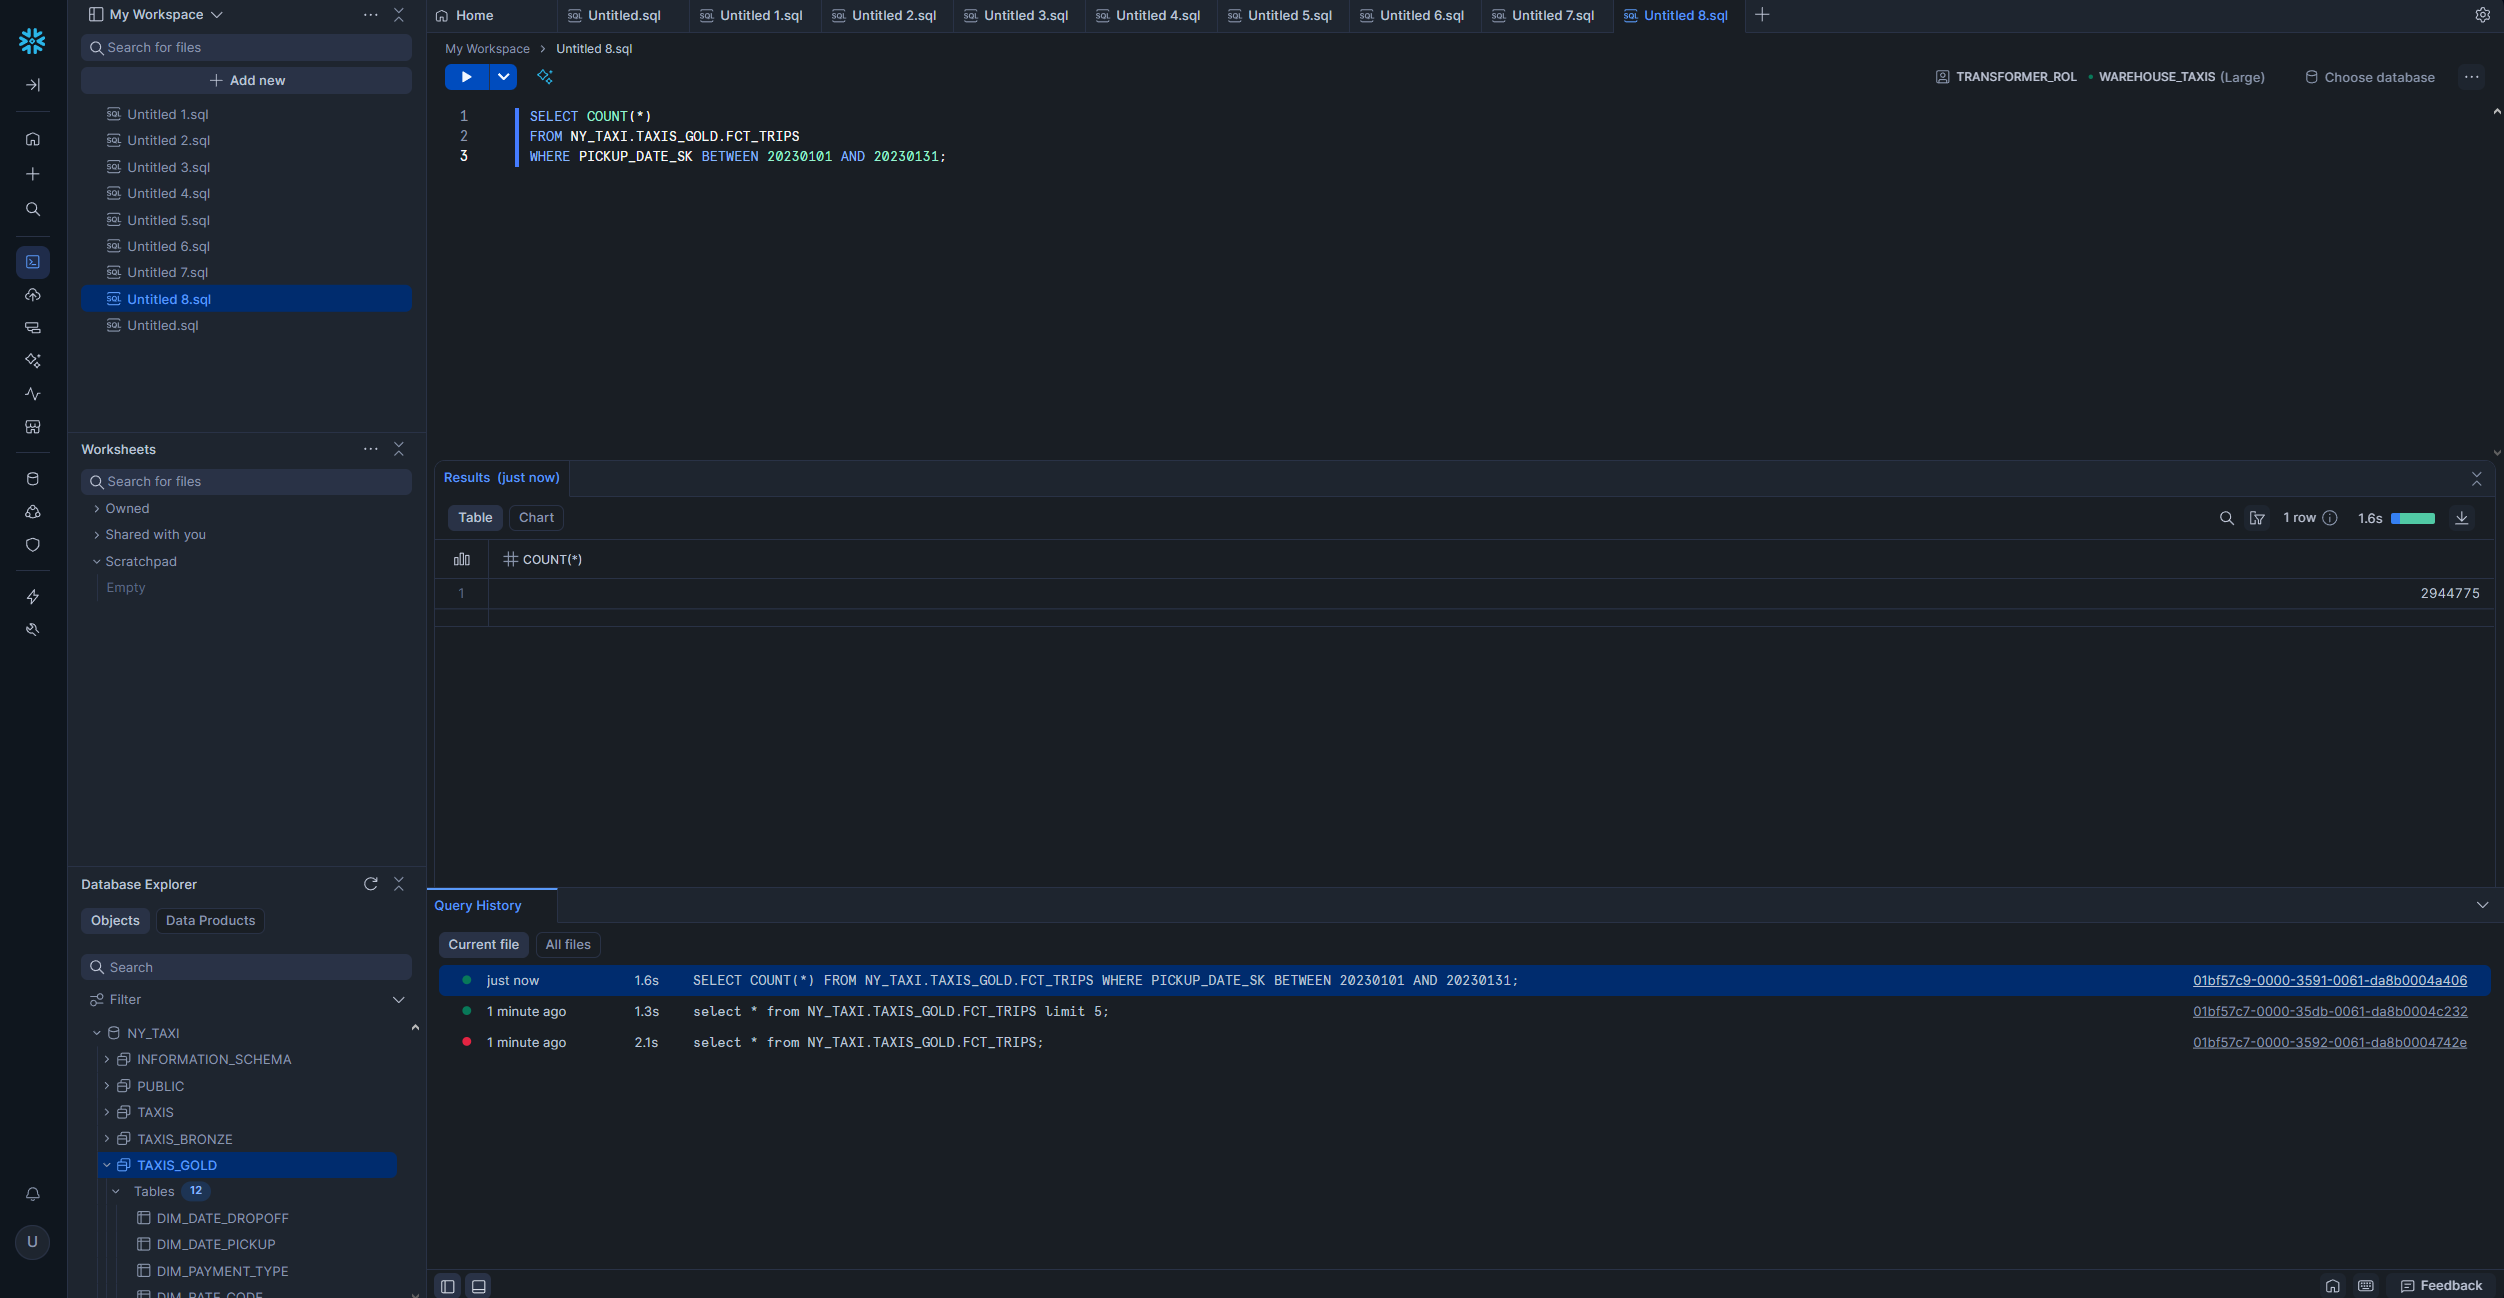 My Workspace
Search for files
Add new
Untitled 1.sql
Untitled 2.sql
Untitled 3.sql
Untitled 4.sql
Untitled 5.sql
Untitled 6.sql
Untitled 7.sql
Untitled 8.sql
Untitled.sql
Worksheets
Search for files
Owned
Shared with you
Scratchpad
Empty
Database Explorer
Objects Data Products
Search
Filter
NY_TAXI
INFORMATION_SCHEMA
PUBLIC
TAXIS
TAXIS_BRONZE
TAXIS_GOLD
Tables 12
DIM_DATE_DROPOFF
DIM_DATE_PICKUP
DIM_PAYMENT_TYPE
DIM_RATE_CODE
U
Home Untitled.sql Untitled 1.sql Untitled 2.sql Untitled 3.sql Untitled 4.sql Untitled 5.sql Untitled 6.sql Untitled 7.sql Untitled 8.sql
My Workspace > Untitled 8.sql
TRANSFORMER_ROL WAREHOUSE_TAXIS (Large) Choose database
1 SELECT COUNT(*)
2 FROM NY_TAXI.TAXIS_GOLD.FCT_TRIPS
3 WHERE PICKUP_DATE_SK BETWEEN 20230101 AND 20230131;
Results (just now)
Table Chart
1 row 1.6s
COUNT(*)
1 2944775
Query History
Current file All files
just now 1.6s SELECT COUNT(*) FROM NY_TAXI.TAXIS_GOLD.FCT_TRIPS WHERE PICKUP_DATE_SK BETWEEN 20230101 AND 20230131; 01bf57c9-0000-3591-0061-da8b0004a406
1 minute ago 1.3s select * from NY_TAXI.TAXIS_GOLD.FCT_TRIPS limit 5; 01bf57c7-0000-35db-0061-da8b0004c232
1 minute ago 2.1s select * from NY_TAXI.TAXIS_GOLD.FCT_TRIPS; 01bf57c7-0000-3592-0061-da8b0004742e
Feedback